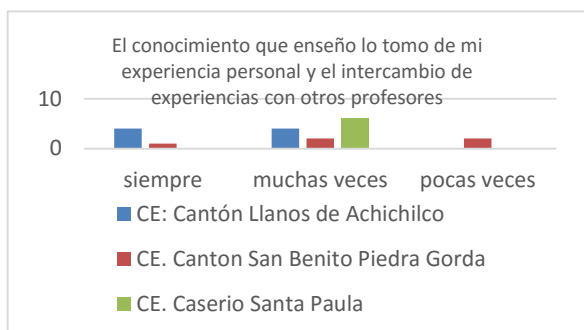 El conocimiento que enseño lo tomo de mi
experiencia personal y el intercambio de
experiencias con otros profesores
10
0
siempre muchas veces pocas veces
CE: Cantón Llanos de Achichilco
CE. Canton San Benito Piedra Gorda
CE. Caserio Santa Paula